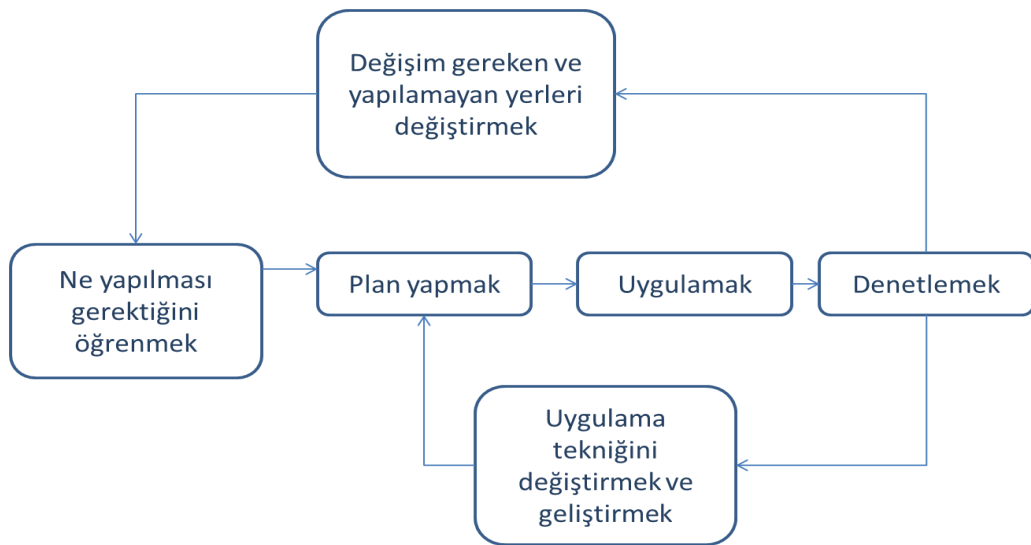 Değişim gereken ve
yapılamayan yerleri
değiştirmek
Ne yapılması
gerektiğini
öğrenmek
Plan yapmak
Uygulamak
Denetlemek
Uygulama
tekniğini
değiştirmek ve
geliştirmek